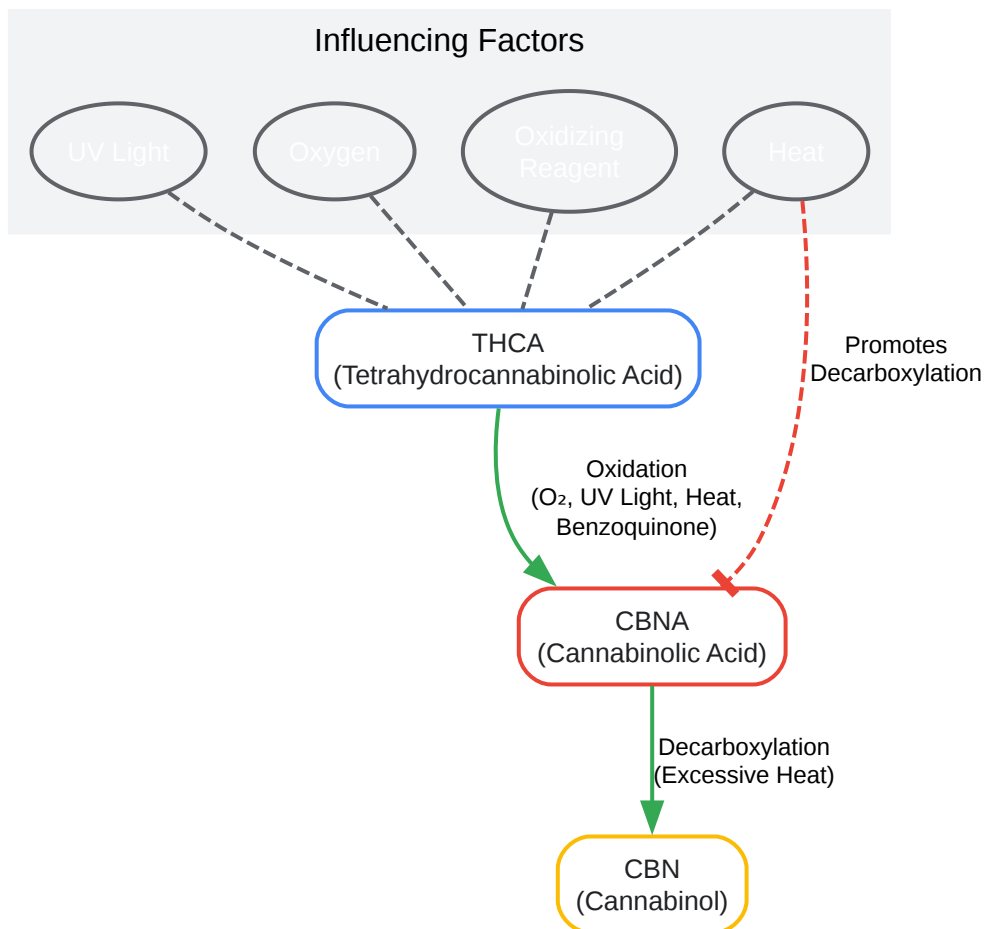 Influencing Factors
UV Light
Oxygen
Oxidizing
Reagent
Heat
THCA
(Tetrahydrocannabinolic Acid)
Promotes
Decarboxylation
Oxidation
(O₂, UV Light, Heat,
Benzoquinone)
CBNA
(Cannabinolic Acid)
Decarboxylation
(Excessive Heat)
CBN
(Cannabinol)